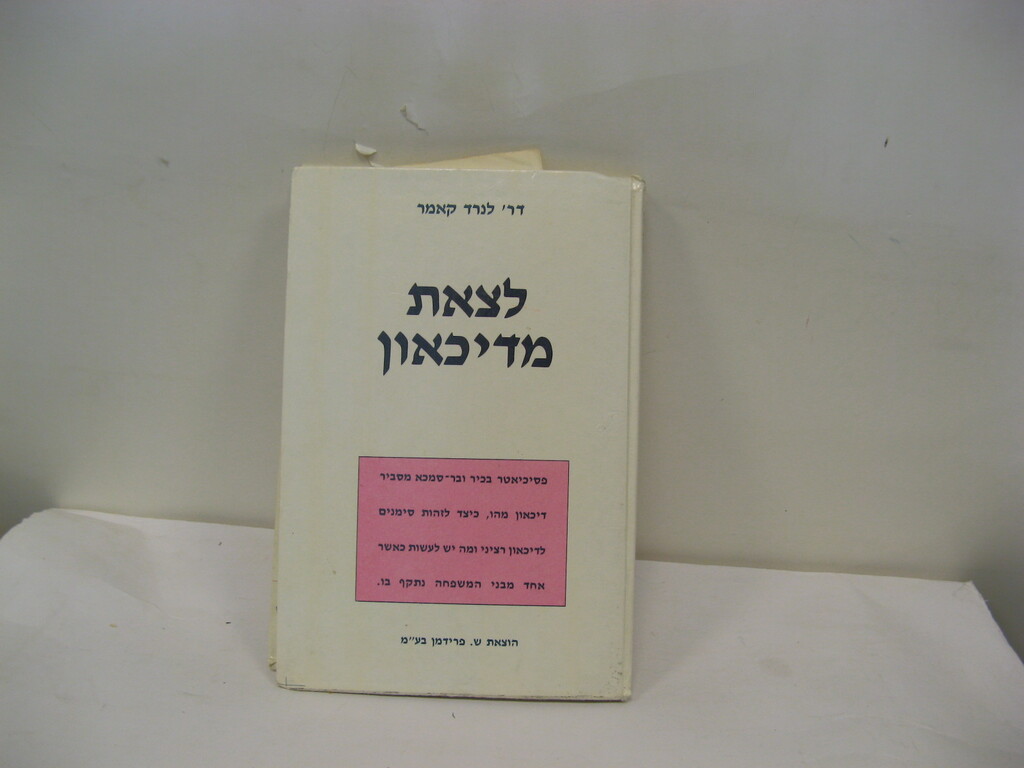 דר' לנרד קאמר
לצאת
מדיכאון
פסיכיאטר בכיר ובר-סמכא מסביר
דיכאון מהו, כיצד לזהות סימנים
לדיכאון רציני ומה יש לעשות כאשר
אחד מבני המשפחה נתקף בו.
הוצאת ש. פרידמן בע"מ